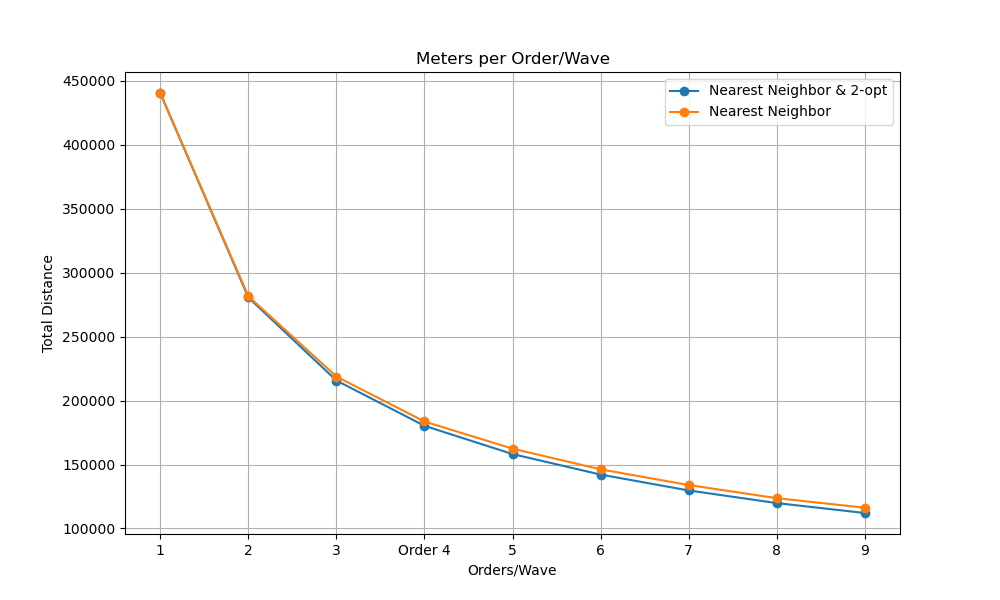 Meters per Order/Wave
Nearest Neighbor & 2-opt
Nearest Neighbor
450000
400000
350000
300000
250000
200000
150000
100000
Total Distance
1 2 3 Order 4 5 6 7 8 9
Orders/Wave